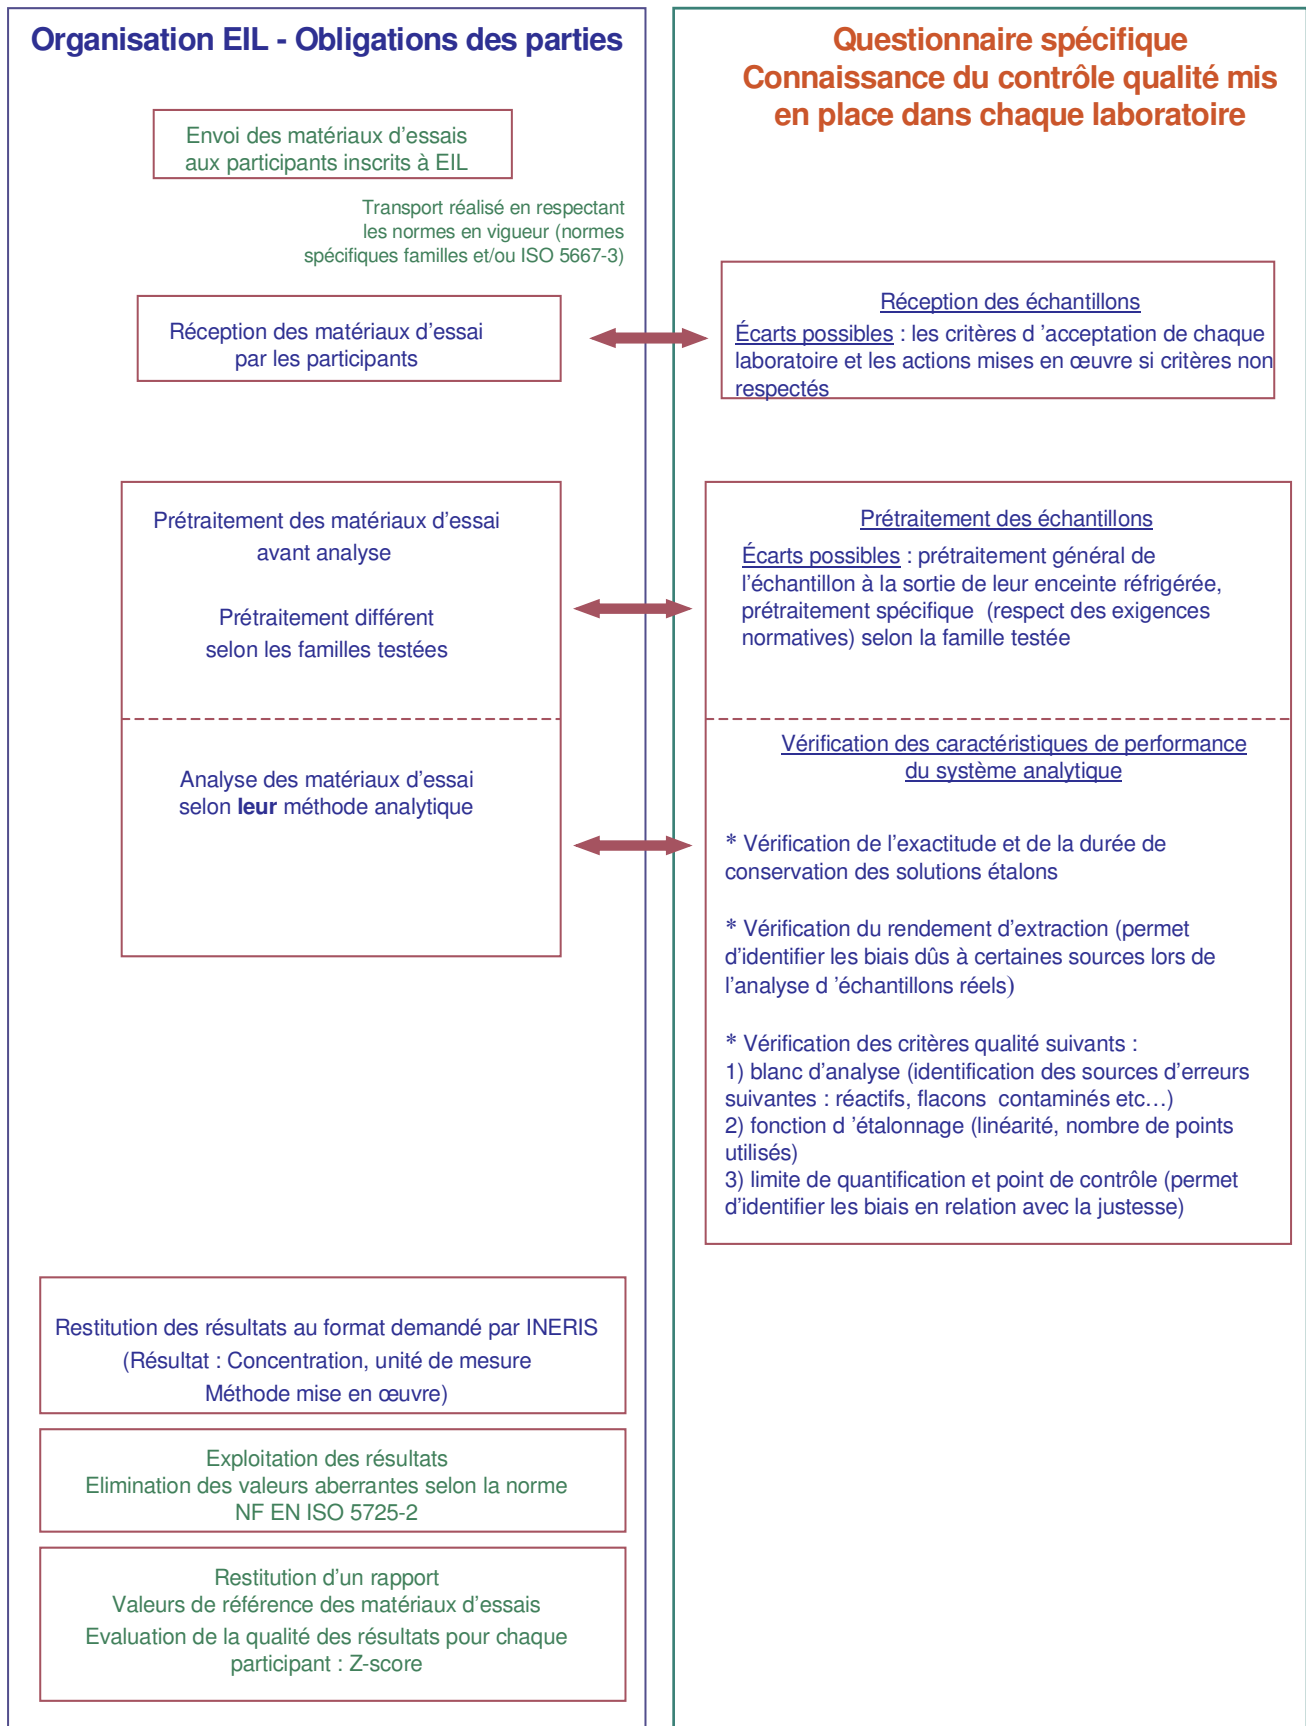 Organisation EIL - Obligations des parties
Envoi des matériaux d'essais
aux participants inscrits à EIL
Transport réalisé en respectant
les normes en vigueur (normes
spécifiques familles et/ou ISO 5667-3)
Réception des matériaux d'essai
par les participants
Prétraitement des matériaux d'essai
avant analyse
Prétraitement différent
selon les familles testées
Analyse des matériaux d'essai
selon leur méthode analytique
Restitution des résultats au format demandé par INERIS
(Résultat : Concentration, unité de mesure
Méthode mise en œuvre)
Exploitation des résultats
Elimination des valeurs aberrantes selon la norme
NF EN ISO 5725-2
Restitution d'un rapport
Valeurs de référence des matériaux d'essais
Evaluation de la qualité des résultats pour chaque
participant : Z-score
Questionnaire spécifique
Connaissance du contrôle qualité mis
en place dans chaque laboratoire
Réception des échantillons
Écarts possibles : les critères d 'acceptation de chaque
laboratoire et les actions mises en œuvre si critères non
respectés
Prétraitement des échantillons
Écarts possibles : prétraitement général de
l'échantillon à la sortie de leur enceinte réfrigérée,
prétraitement spécifique (respect des exigences
normatives) selon la famille testée
Vérification des caractéristiques de performance
du système analytique
* Vérification de l'exactitude et de la durée de
conservation des solutions étalons
* Vérification du rendement d'extraction (permet
d'identifier les biais dûs à certaines sources lors de
l'analyse d 'échantillons réels)
* Vérification des critères qualité suivants :
1) blanc d'analyse (identification des sources d'erreurs
suivantes : réactifs, flacons contaminés etc…)
2) fonction d 'étalonnage (linéarité, nombre de points
utilisés)
3) limite de quantification et point de contrôle (permet
d'identifier les biais en relation avec la justesse)